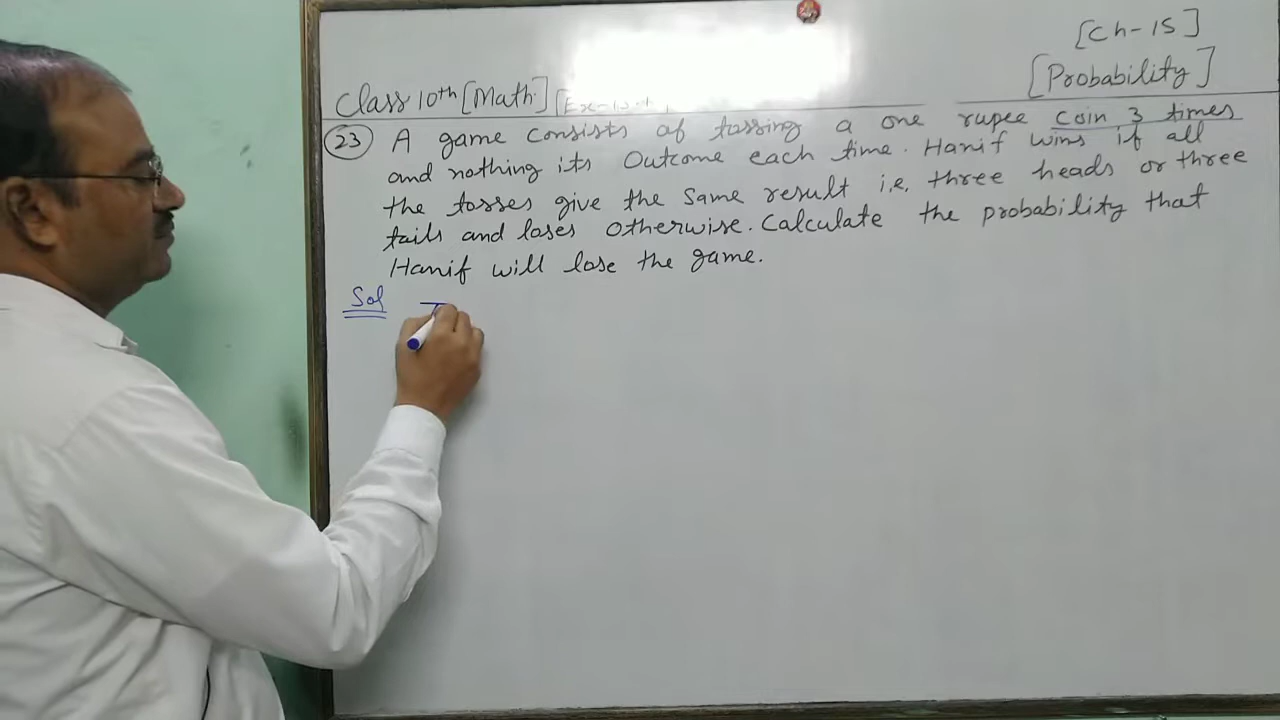 [Ch-15]
[Probability]
Class 10th [Math]
23 A game consists of tossing a one rupee coin 3 times
and nothing its Outcome each time. Hanif wins if all
the tosses give the same result i.e. three heads or three
tails and loses otherwise. Calculate the probability that
Hanif will lose the game.
Sol